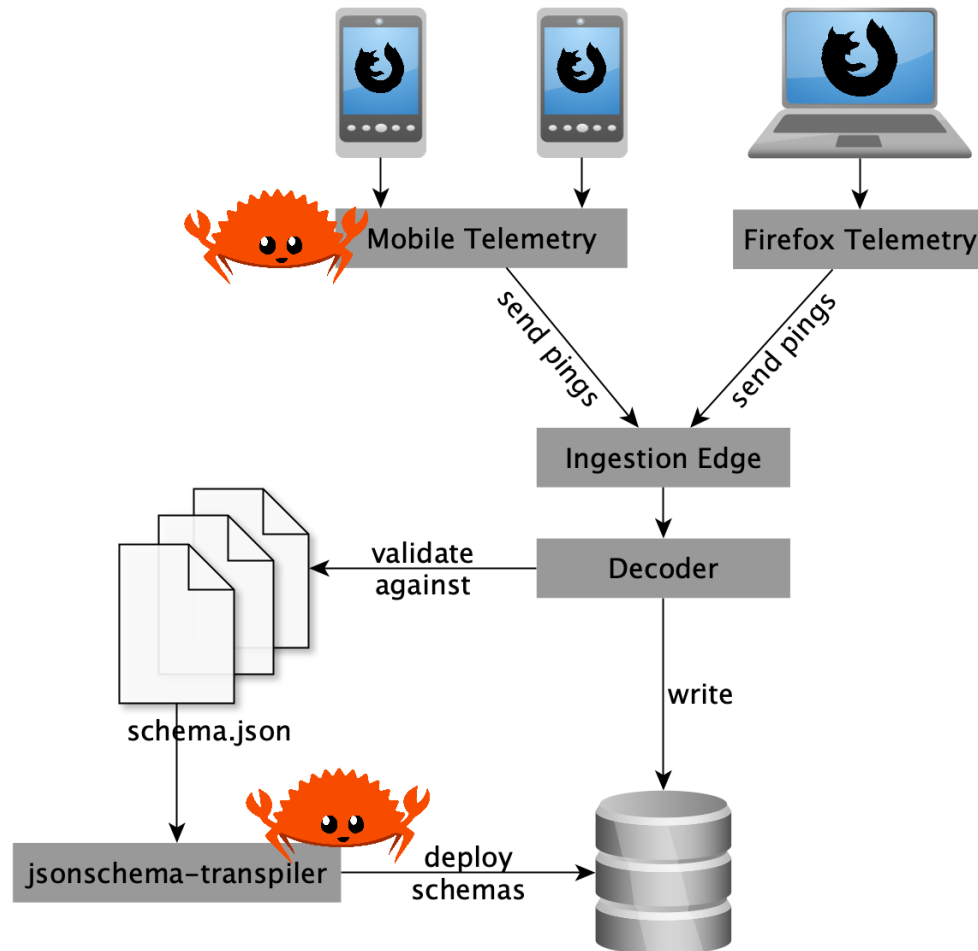 Mobile Telemetry
Firefox Telemetry
send pings
send pings
Ingestion Edge
validate
against
Decoder
write
schema.json
jsonschema-transpiler
deploy
schemas